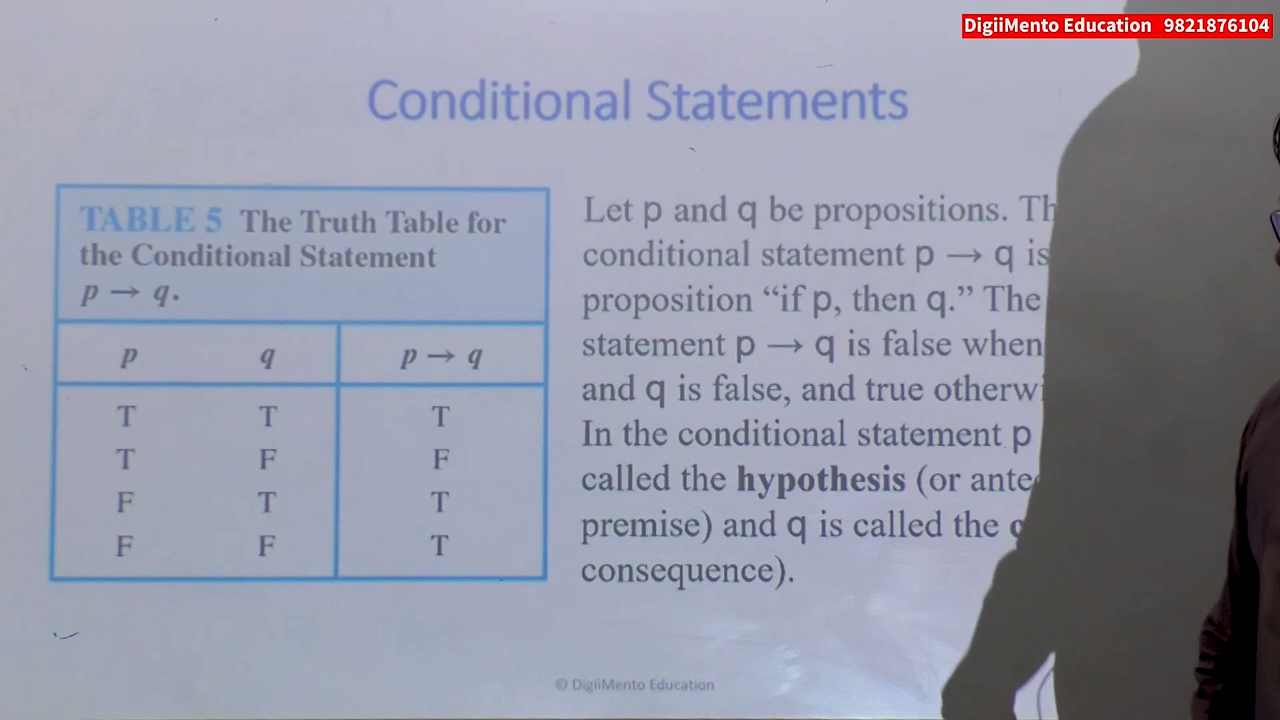 DigiiMento Education 9821876104
Conditional Statements
TABLE 5 The Truth Table for
the Conditional Statement
p → q.
p q p → q
T T T
T F F
F T T
F F T
Let p and q be propositions. Th
conditional statement p → q is
proposition “if p, then q.” The
statement p → q is false when
and q is false, and true otherwi
In the conditional statement p
called the hypothesis (or ante
premise) and q is called the
consequence).
© DigiiMento Education